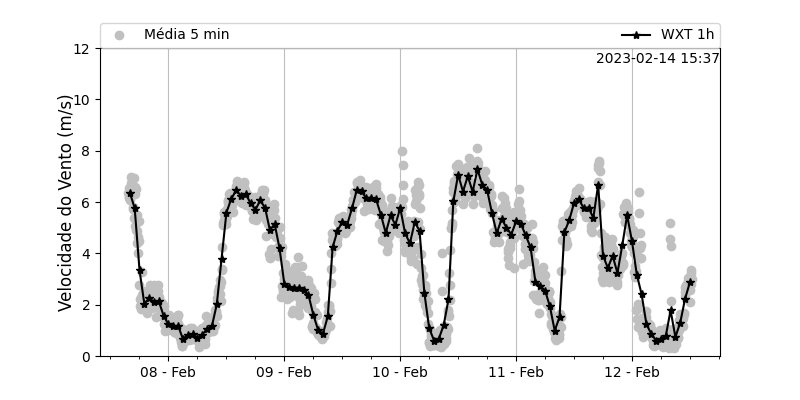 Média 5 min
WXT 1h
2023-02-14 15:37
Velocidade do Vento (m/s)
12
10
8
6
4
2
0
08 - Feb
09 - Feb
10 - Feb
11 - Feb
12 - Feb